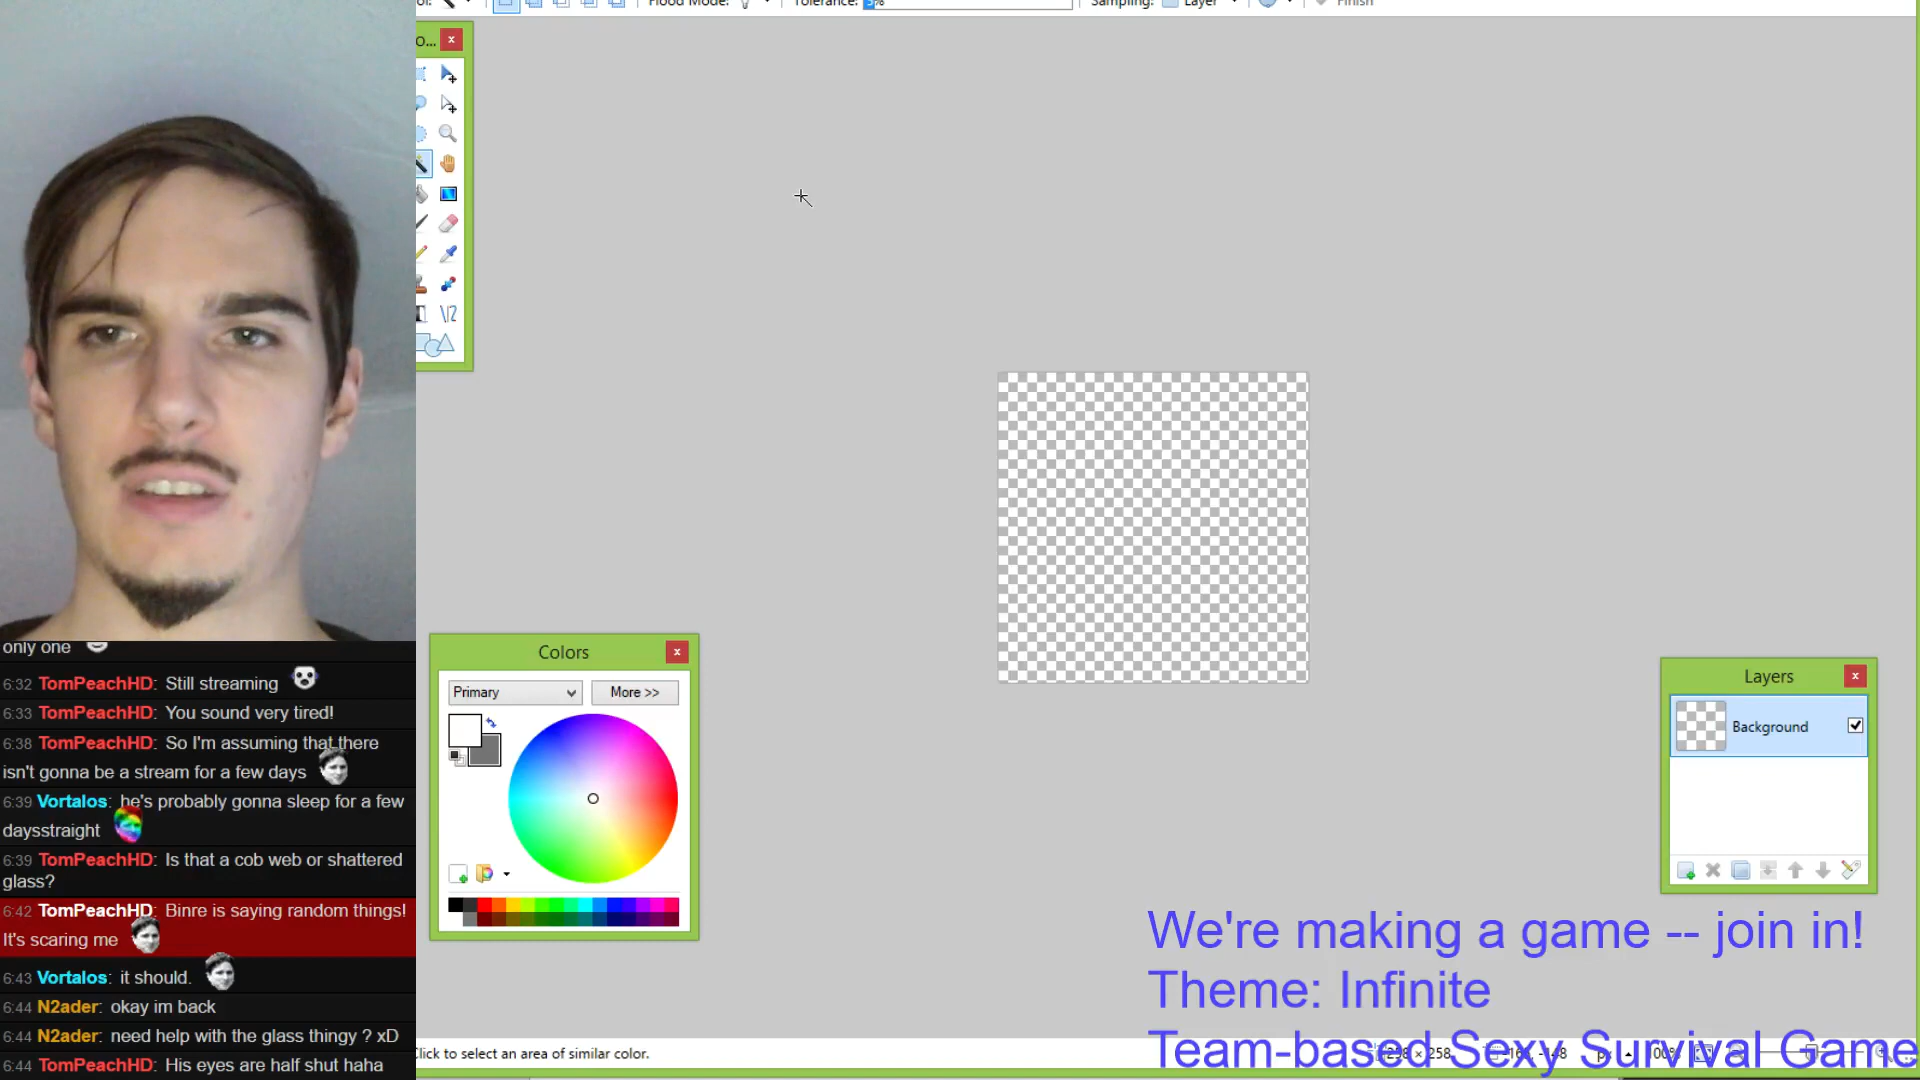 Flood Mode:
Tolerance:
5%
Sampling:
Layer
Finish
o...
only one
6:32 TomPeachHD: Still streaming
6:33 TomPeachHD: You sound very tired!
6:38 TomPeachHD: So I'm assuming that there
isn't gonna be a stream for a few days
6:39 Vortalos: he's probably gonna sleep for a few
daysstraight
6:39 TomPeachHD: Is that a cob web or shattered
glass?
6:42 TomPeachHD: Binre is saying random things!
It's scaring me
6:43 Vortalos: it should.
6:44 N2ader: okay im back
6:44 N2ader: need help with the glass thingy ? xD
6:44 TomPeachHD: His eyes are half shut haha
Colors
Primary
More >>
Layers
Background
We're making a game -- join in!
Theme: Infinite
Team-based Sexy Survival Game
Click to select an area of similar color.
px
100%